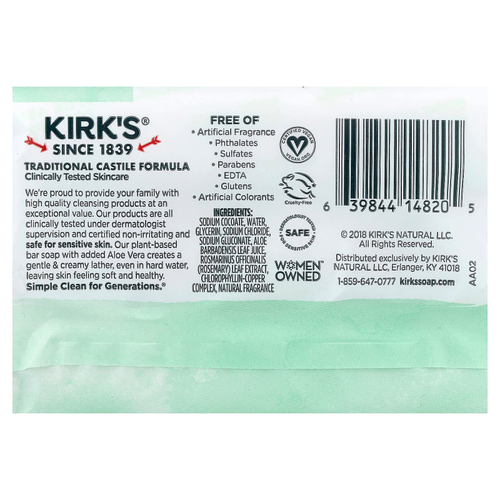 KIRK'S®
SINCE 1839
TRADITIONAL CASTILE FORMULA
Clinically Tested Skincare
We're proud to provide your family with
high quality cleansing products at an
exceptional value. Our products are all
clinically tested under dermatologist
supervision and certified non-irritating and
safe for sensitive skin. Our plant-based
bar soap with added Aloe Vera creates a
gentle & creamy lather, even in hard water,
leaving skin feeling soft and healthy.
Simple Clean for Generations.®
FREE OF
• Artificial Fragrance
• Phthalates
• Sulfates
• Parabens
• EDTA
• Glutens
• Artificial Colorants
INGREDIENTS:
SODIUM COCOATE, WATER,
GLYCERIN, SODIUM CHLORIDE,
SODIUM GLUCONATE, ALOE
BARBADENSIS LEAF JUICE,
ROSMARINUS OFFICINALIS
(ROSEMARY) LEAF EXTRACT,
CHLOROPHYLLIN-COPPER
COMPLEX, NATURAL FRAGRANCE
CERTIFIED VEGAN
VEGAN.ORG
Cruelty-Free
DERMATOLOGIST TESTED
SAFE
FOR SENSITIVE SKIN
WOMEN
OWNED
6 39844 14820 5
© 2018 KIRK'S NATURAL LLC.
All Rights Reserved.
Distributed exclusively by KIRK'S
NATURAL LLC, Erlanger, KY 41018
1-859-647-0777 kirkssoap.com
AA02